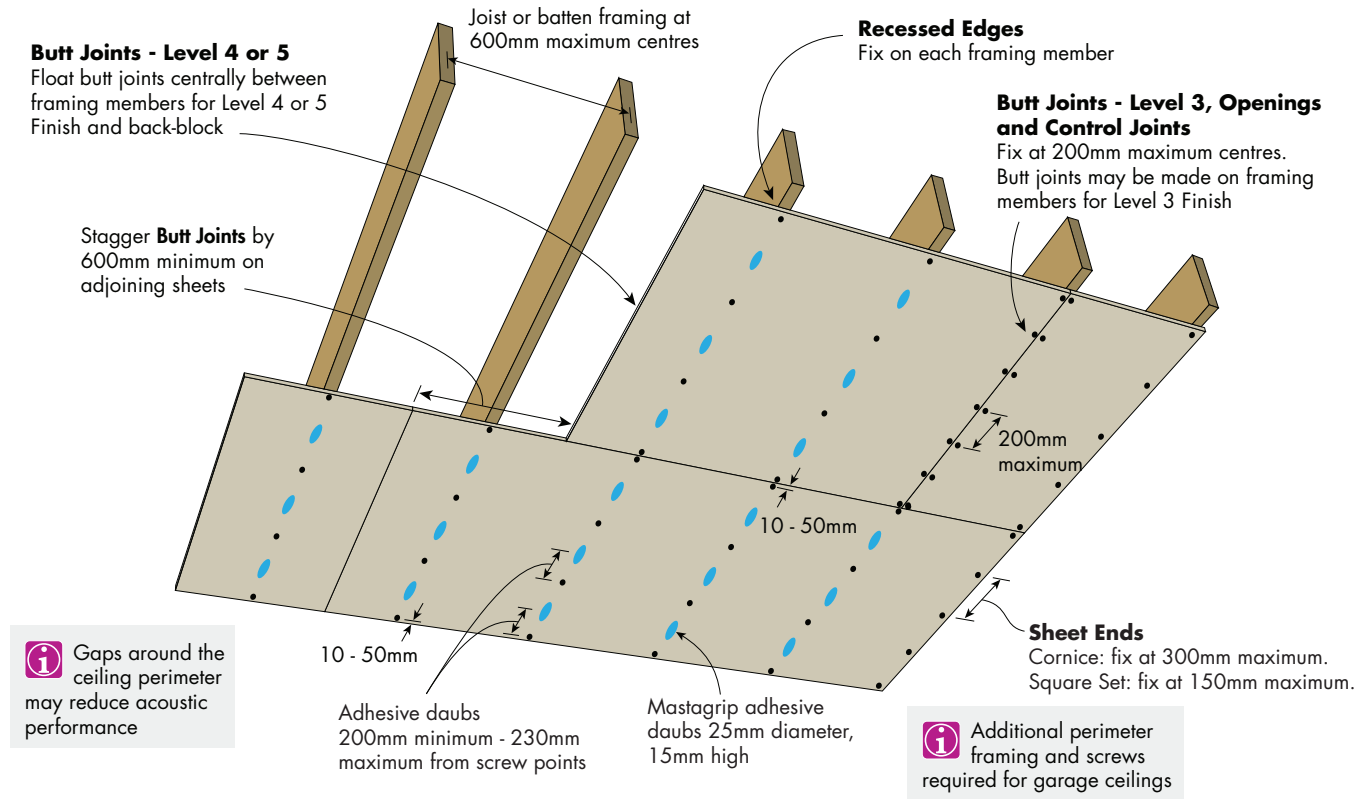 Joist or batten framing at
600mm maximum centres
Butt Joints - Level 4 or 5
Float butt joints centrally between
framing members for Level 4 or 5
Finish and back-block
Recessed Edges
Fix on each framing member
Butt Joints - Level 3, Openings
and Control Joints
Fix at 200mm maximum centres.
Butt joints may be made on framing
members for Level 3 Finish
Stagger Butt Joints by
600mm minimum on
adjoining sheets
200mm
maximum
10 - 50mm
10 - 50mm
Sheet Ends
Cornice: fix at 300mm maximum.
Square Set: fix at 150mm maximum.
i Gaps around the
ceiling perimeter
may reduce acoustic
performance
Adhesive daubs
200mm minimum - 230mm
maximum from screw points
Mastagrip adhesive
daubs 25mm diameter,
15mm high
i Additional perimeter
framing and screws
required for garage ceilings